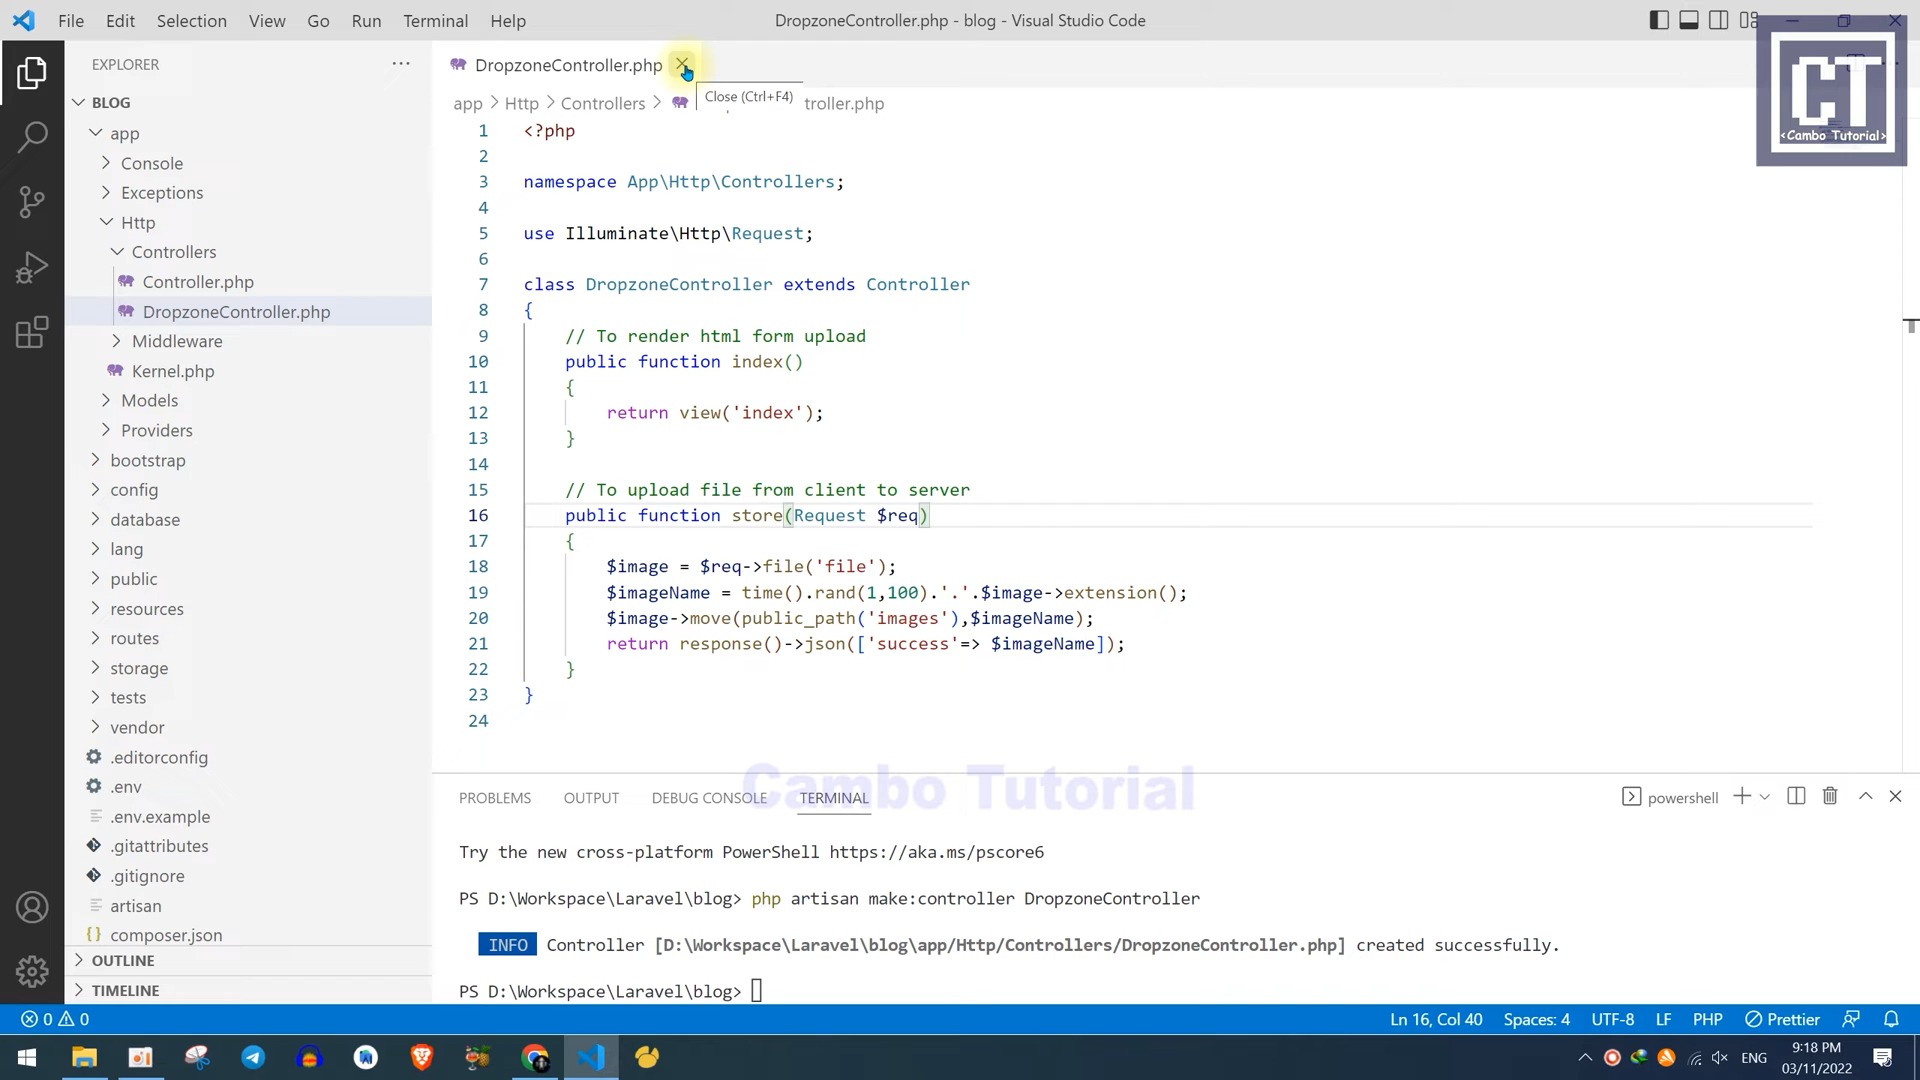 File Edit Selection View Go Run Terminal Help
DropzoneController.php - blog - Visual Studio Code
CT
<Cambo Tutorial>
EXPLORER
BLOG
app
Console
Exceptions
Http
Controllers
Controller.php
DropzoneController.php
Middleware
Kernel.php
Models
Providers
bootstrap
config
database
lang
public
resources
routes
storage
tests
vendor
.editorconfig
.env
.env.example
.gitattributes
.gitignore
artisan
composer.json
OUTLINE
TIMELINE
DropzoneController.php
Close (Ctrl+F4)
app > Http > Controllers > troller.php
1 <?php
2
3 namespace App\Http\Controllers;
4
5 use Illuminate\Http\Request;
6
7 class DropzoneController extends Controller
8 {
9 // To render html form upload
10 public function index()
11 {
12 return view('index');
13 }
14
15 // To upload file from client to server
16 public function store(Request $req)
17 {
18 $image = $req->file('file');
19 $imageName = time().rand(1,100).'.'.$image->extension();
20 $image->move(public_path('images'),$imageName);
21 return response()->json(['success'=> $imageName]);
22 }
23 }
24
Cambo Tutorial
PROBLEMS OUTPUT DEBUG CONSOLE TERMINAL
powershell
Try the new cross-platform PowerShell https://aka.ms/pscore6
PS D:\Workspace\Laravel\blog> php artisan make:controller DropzoneController
INFO Controller [D:\Workspace\Laravel\blog\app/Http/Controllers/DropzoneController.php] created successfully.
PS D:\Workspace\Laravel\blog>
0 0 Ln 16, Col 40 Spaces: 4 UTF-8 LF PHP Prettier
ENG
9:18 PM
03/11/2022